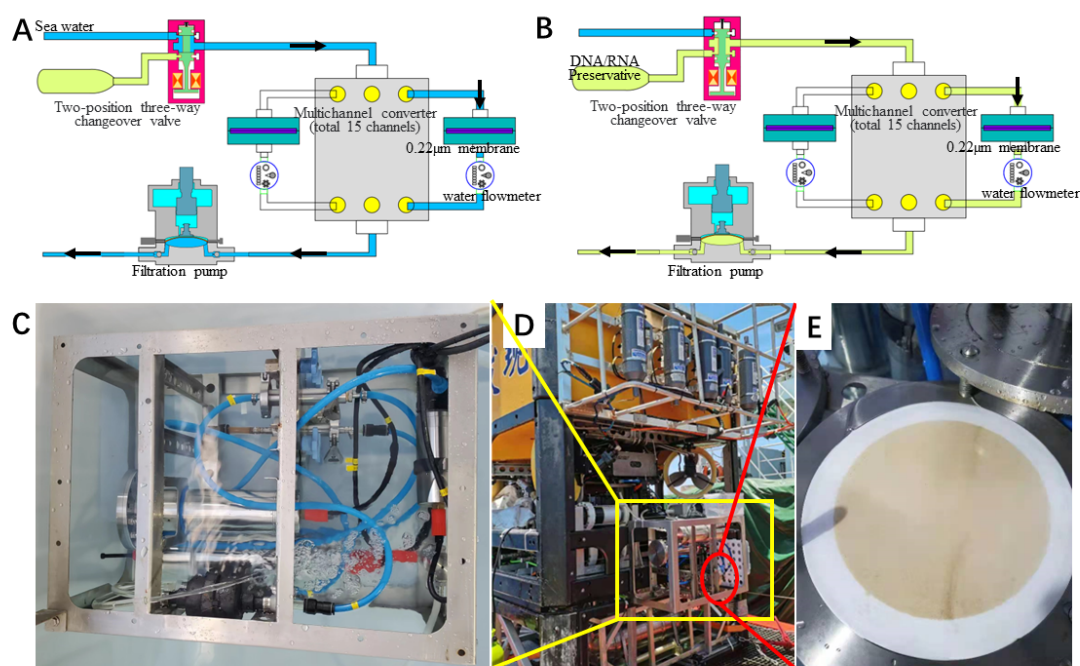 A
Sea water
Two-position three-way
changeover valve
Multichannel converter
(total 15 channels)
0.22μm membrane
water flowmeter
Filtration pump
B
DNA/RNA
Preservative
Two-position three-way
changeover valve
Multichannel converter
(total 15 channels)
0.22μm membrane
water flowmeter
Filtration pump
C
D
E